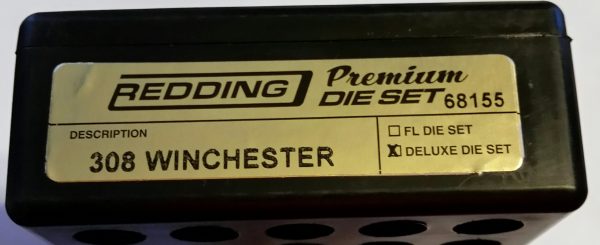 REDDING Premium
DIE SET 68155
DESCRIPTION
308 WINCHESTER
☐ FL DIE SET
☒ DELUXE DIE SET